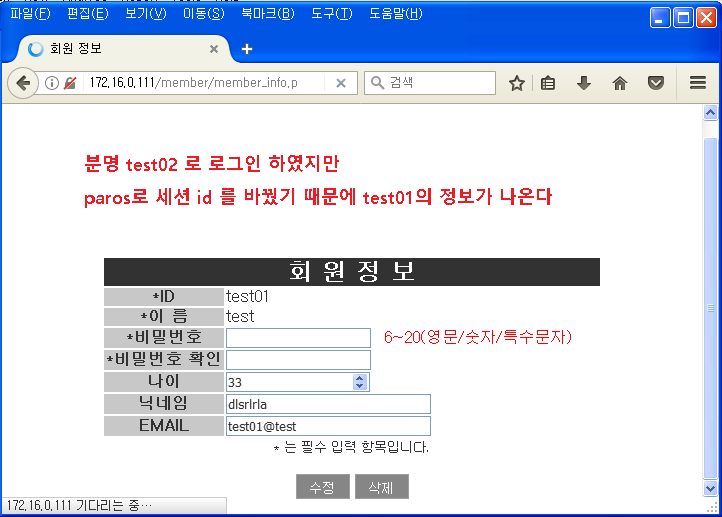 파일(F) 편집(E) 보기(V) 이동(S) 북마크(B) 도구(T) 도움말(H)
회원 정보
172.16.0.111/member/member_info.p
검색
분명 test02 로 로그인 하였지만
paros로 세션 id 를 바꿨기 때문에 test01의 정보가 나온다
회 원 정 보
*ID test01
*이 름 test
*비밀번호 6~20(영문/숫자/특수문자)
*비밀번호 확인
나이 33
닉네임 dlsrlrla
EMAIL test01@test
* 는 필수 입력 항목입니다.
수정 삭제
172.16.0.111 기다리는 중…